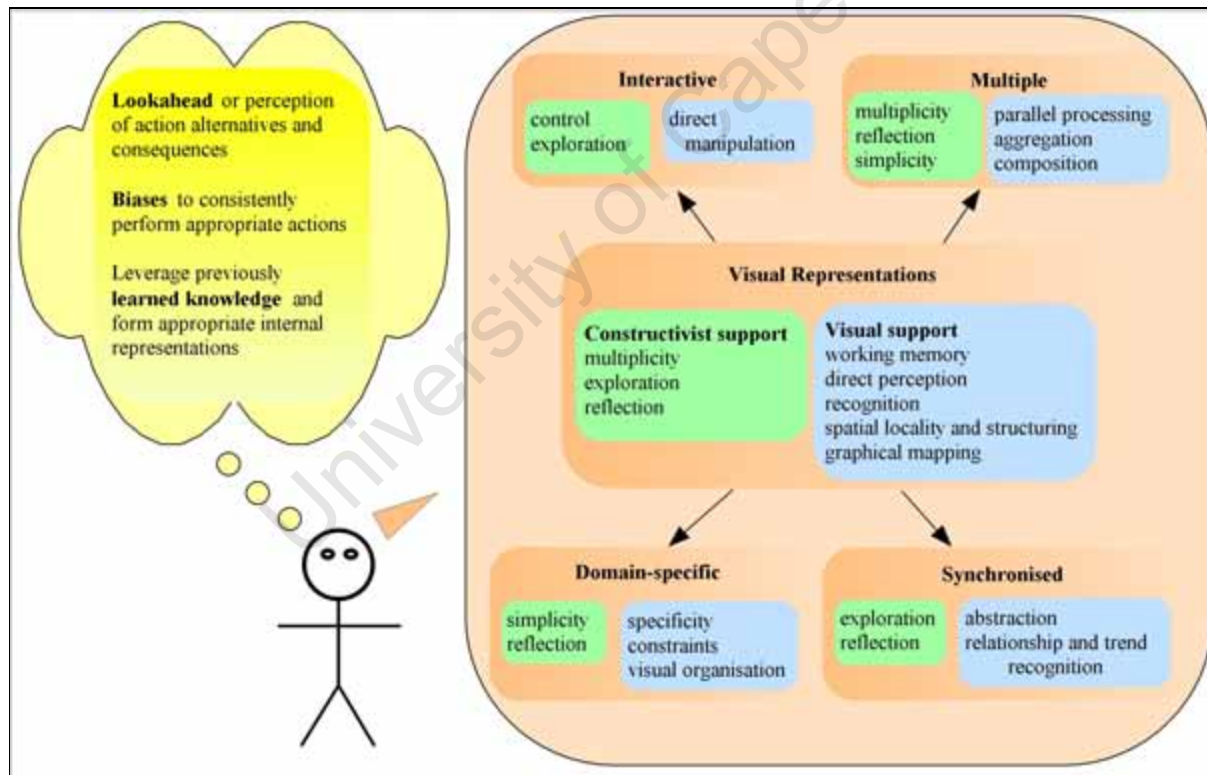 Lookahead or perception
of action alternatives and
consequences
Biases to consistently
perform appropriate actions
Leverage previously
learned knowledge and
form appropriate internal
representations
Interactive
control
exploration
direct
manipulation
Multiple
multiplicity
reflection
simplicity
parallel processing
aggregation
composition
Visual Representations
Constructivist support
multiplicity
exploration
reflection
Visual support
working memory
direct perception
recognition
spatial locality and structuring
graphical mapping
Domain-specific
simplicity
reflection
specificity
constraints
visual organisation
Synchronised
exploration
reflection
abstraction
relationship and trend
recognition
University of Cape